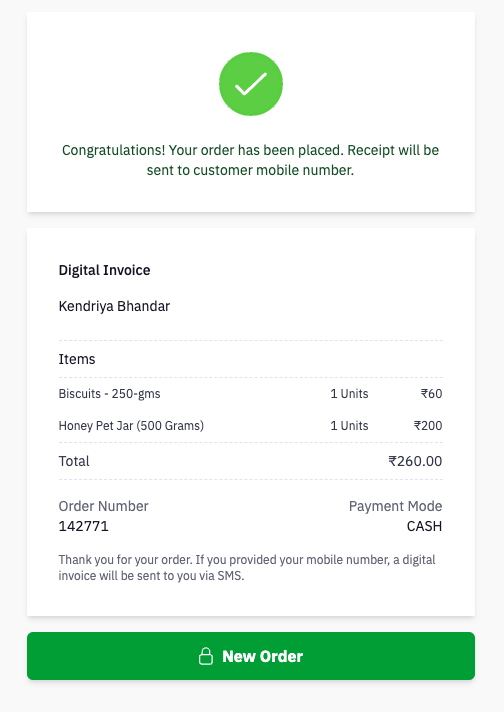 Congratulations! Your order has been placed. Receipt will be
sent to customer mobile number.
Digital Invoice
Kendriya Bhandar
Items
Biscuits - 250-gms 1 Units ₹60
Honey Pet Jar (500 Grams) 1 Units ₹200
Total ₹260.00
Order Number Payment Mode
142771 CASH
Thank you for your order. If you provided your mobile number, a digital
invoice will be sent to you via SMS.
New Order